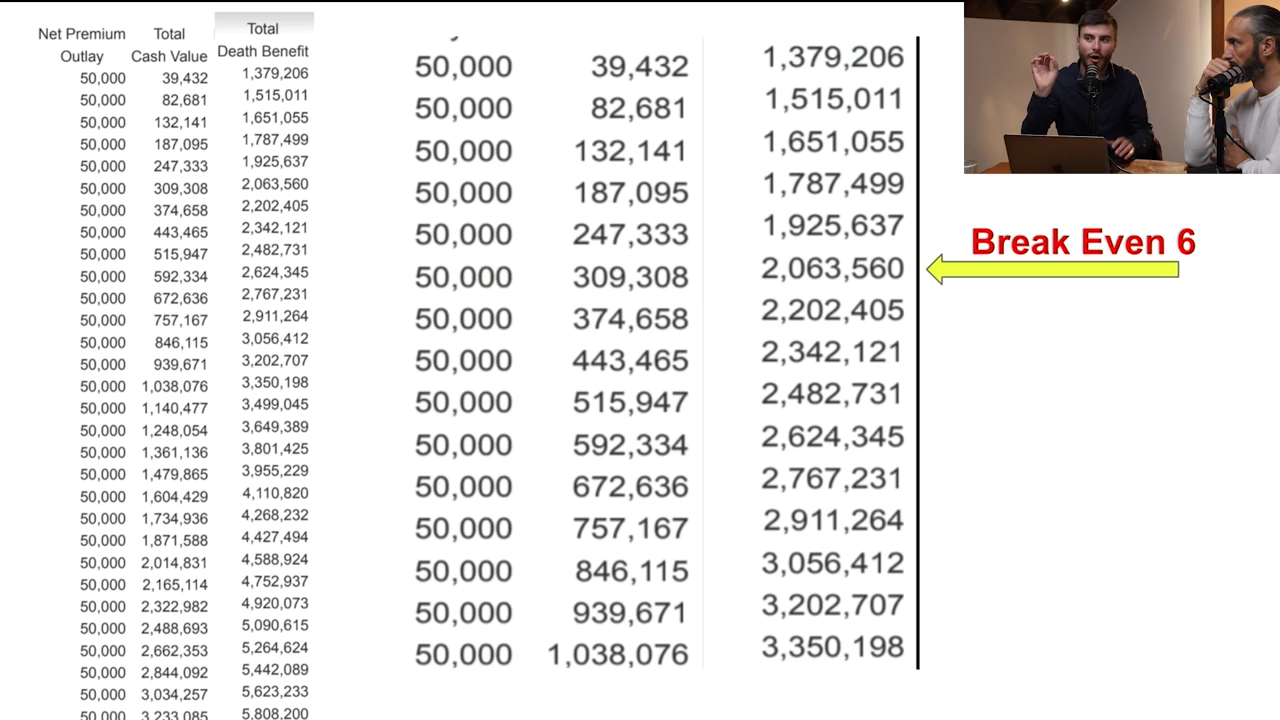 Net Premium Total Total
Outlay Cash Value Death Benefit
50,000 39,432 1,379,206
50,000 82,681 1,515,011
50,000 132,141 1,651,055
50,000 187,095 1,787,499
50,000 247,333 1,925,637
50,000 309,308 2,063,560
50,000 374,658 2,202,405
50,000 443,465 2,342,121
50,000 515,947 2,482,731
50,000 592,334 2,624,345
50,000 672,636 2,767,231
50,000 757,167 2,911,264
50,000 846,115 3,056,412
50,000 939,671 3,202,707
50,000 1,038,076 3,350,198
50,000 1,140,477 3,499,045
50,000 1,248,054 3,649,389
50,000 1,361,136 3,801,425
50,000 1,479,865 3,955,229
50,000 1,604,429 4,110,820
50,000 1,734,936 4,268,232
50,000 1,871,588 4,427,494
50,000 2,014,831 4,588,924
50,000 2,165,114 4,752,937
50,000 2,322,982 4,920,073
50,000 2,488,693 5,090,615
50,000 2,662,353 5,264,624
50,000 2,844,092 5,442,089
50,000 3,034,257 5,623,233
50,000 3,233,085 5,808,200
50,000 39,432 1,379,206
50,000 82,681 1,515,011
50,000 132,141 1,651,055
50,000 187,095 1,787,499
50,000 247,333 1,925,637
50,000 309,308 2,063,560
50,000 374,658 2,202,405
50,000 443,465 2,342,121
50,000 515,947 2,482,731
50,000 592,334 2,624,345
50,000 672,636 2,767,231
50,000 757,167 2,911,264
50,000 846,115 3,056,412
50,000 939,671 3,202,707
50,000 1,038,076 3,350,198
Break Even 6